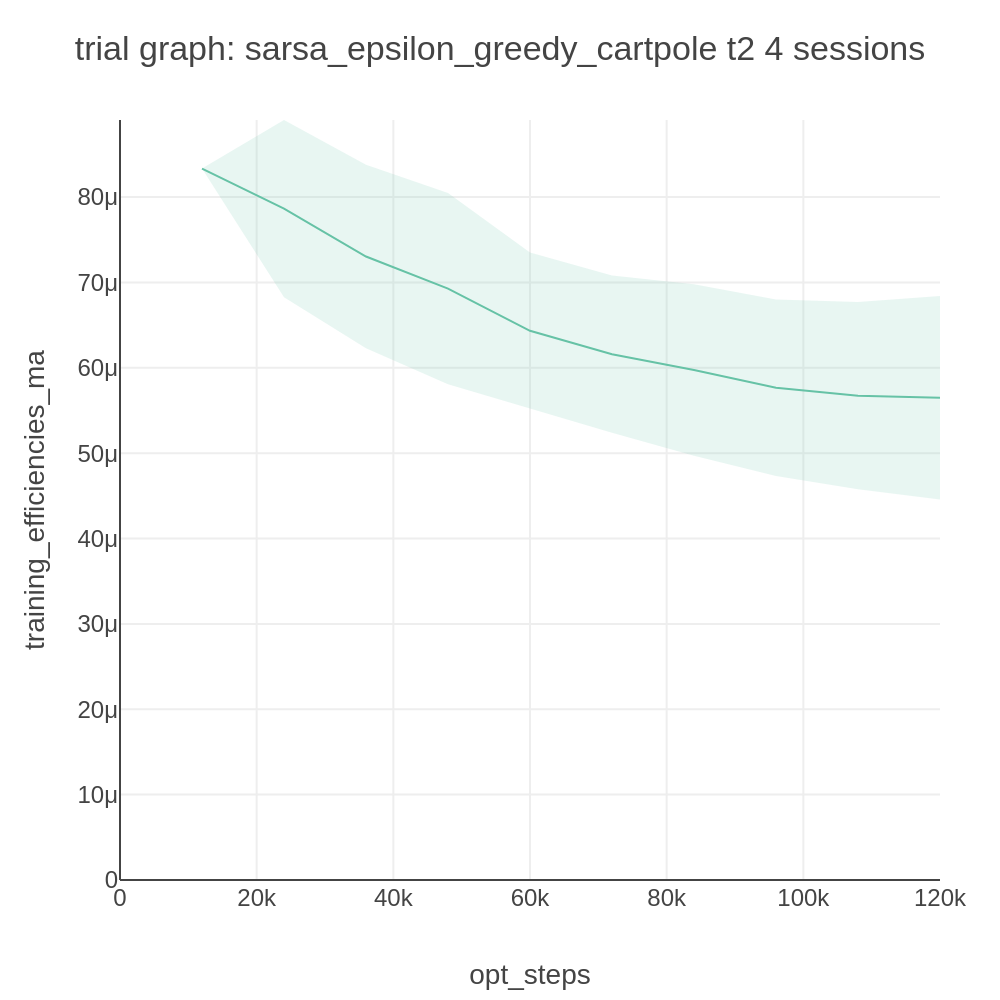 trial graph: sarsa_epsilon_greedy_cartpole t2 4 sessions
training_efficiencies_ma
80μ
70μ
60μ
50μ
40μ
30μ
20μ
10μ
0
0 20k 40k 60k 80k 100k 120k
opt_steps